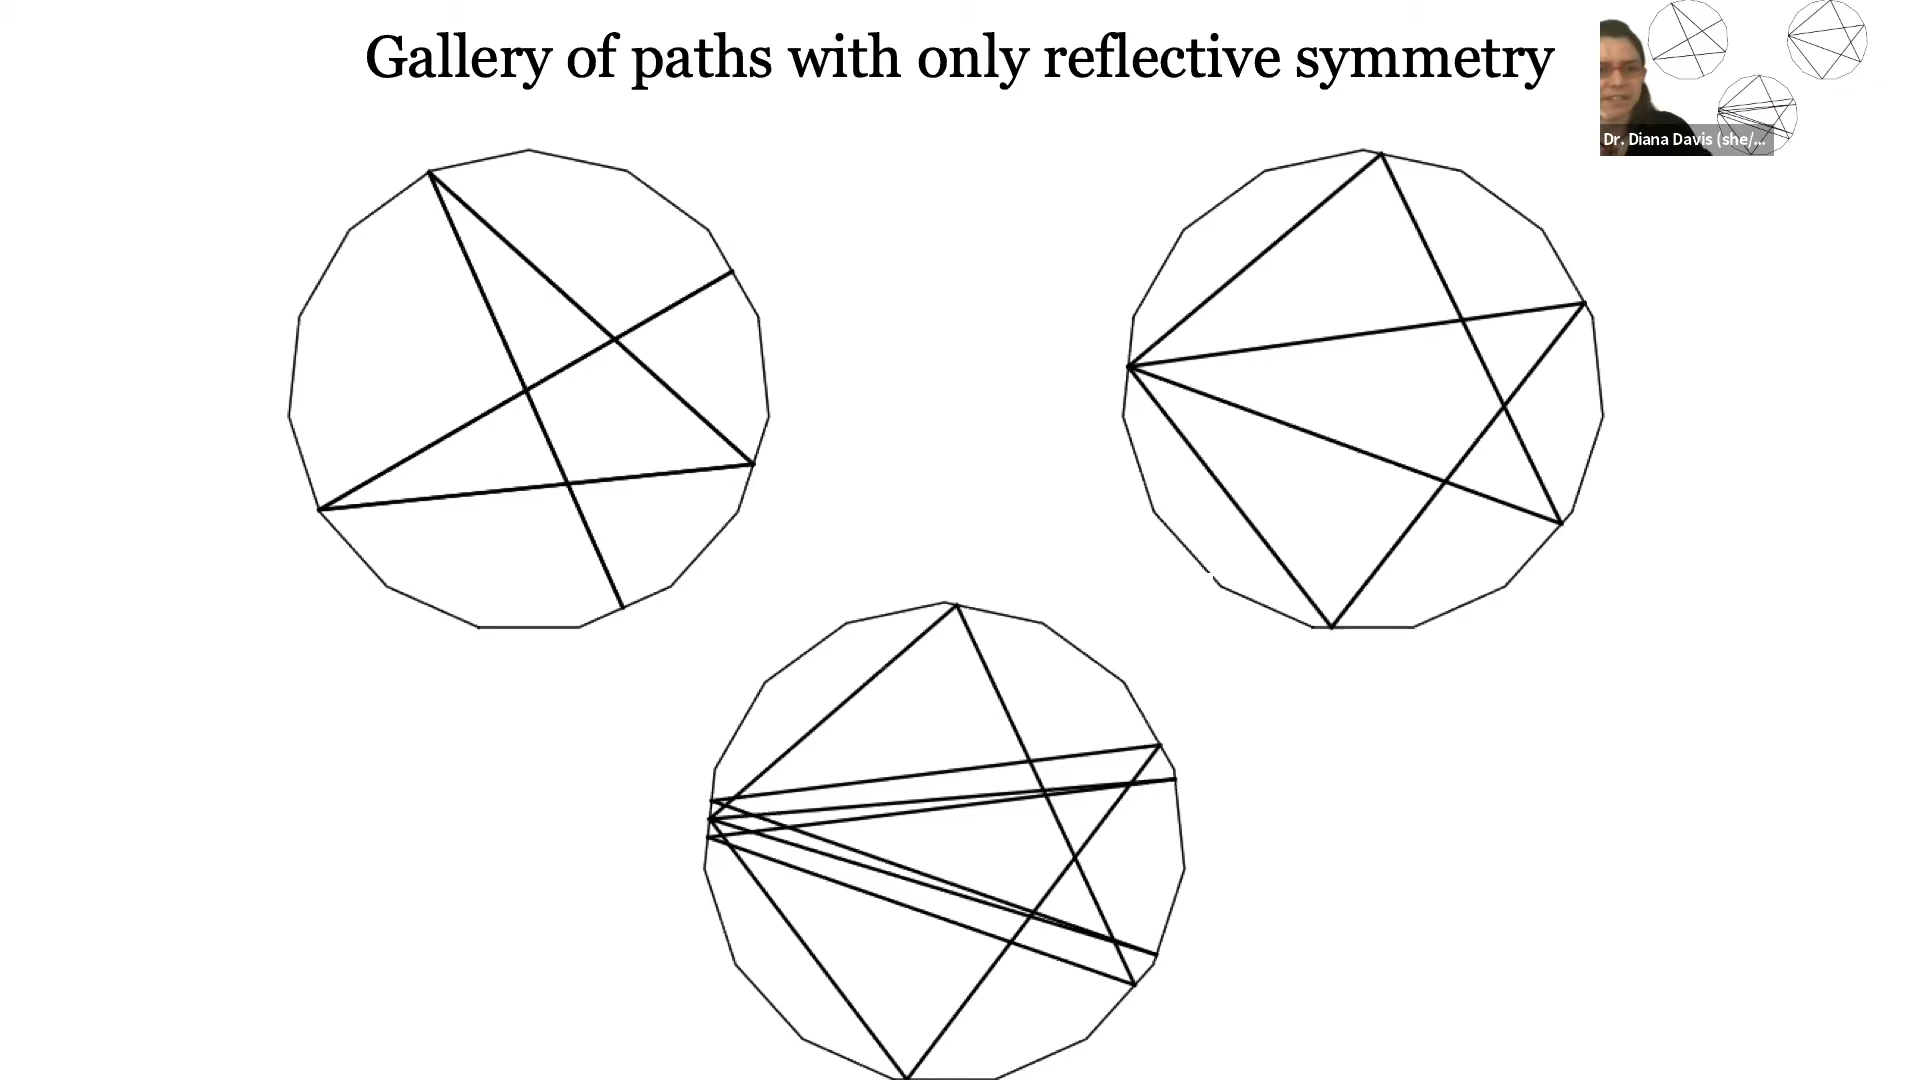 Gallery of paths with only reflective symmetry
Dr. Diana Davis (she/...